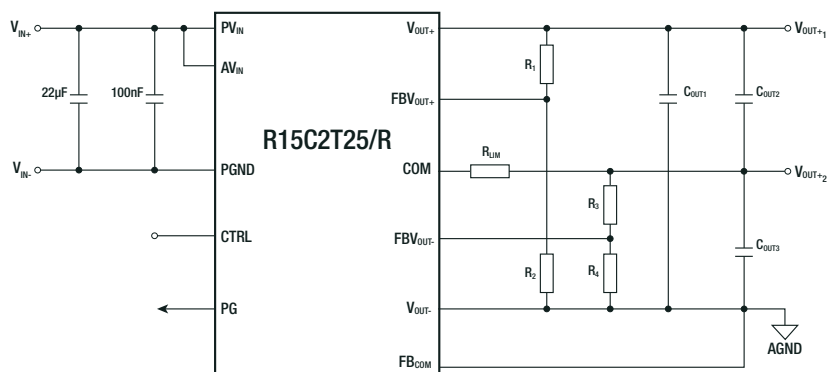 VIN+
PVIN
VOUT+
VOUT+1
AVIN
R1
22µF
100nF
FBVOUT+
COUT1
COUT2
R15C2T25/R
RLIM
VIN-
PGND
COM
VOUT+2
R3
CTRL
FBVOUT-
COUT3
R2
R4
PG
VOUT-
AGND
FBCOM